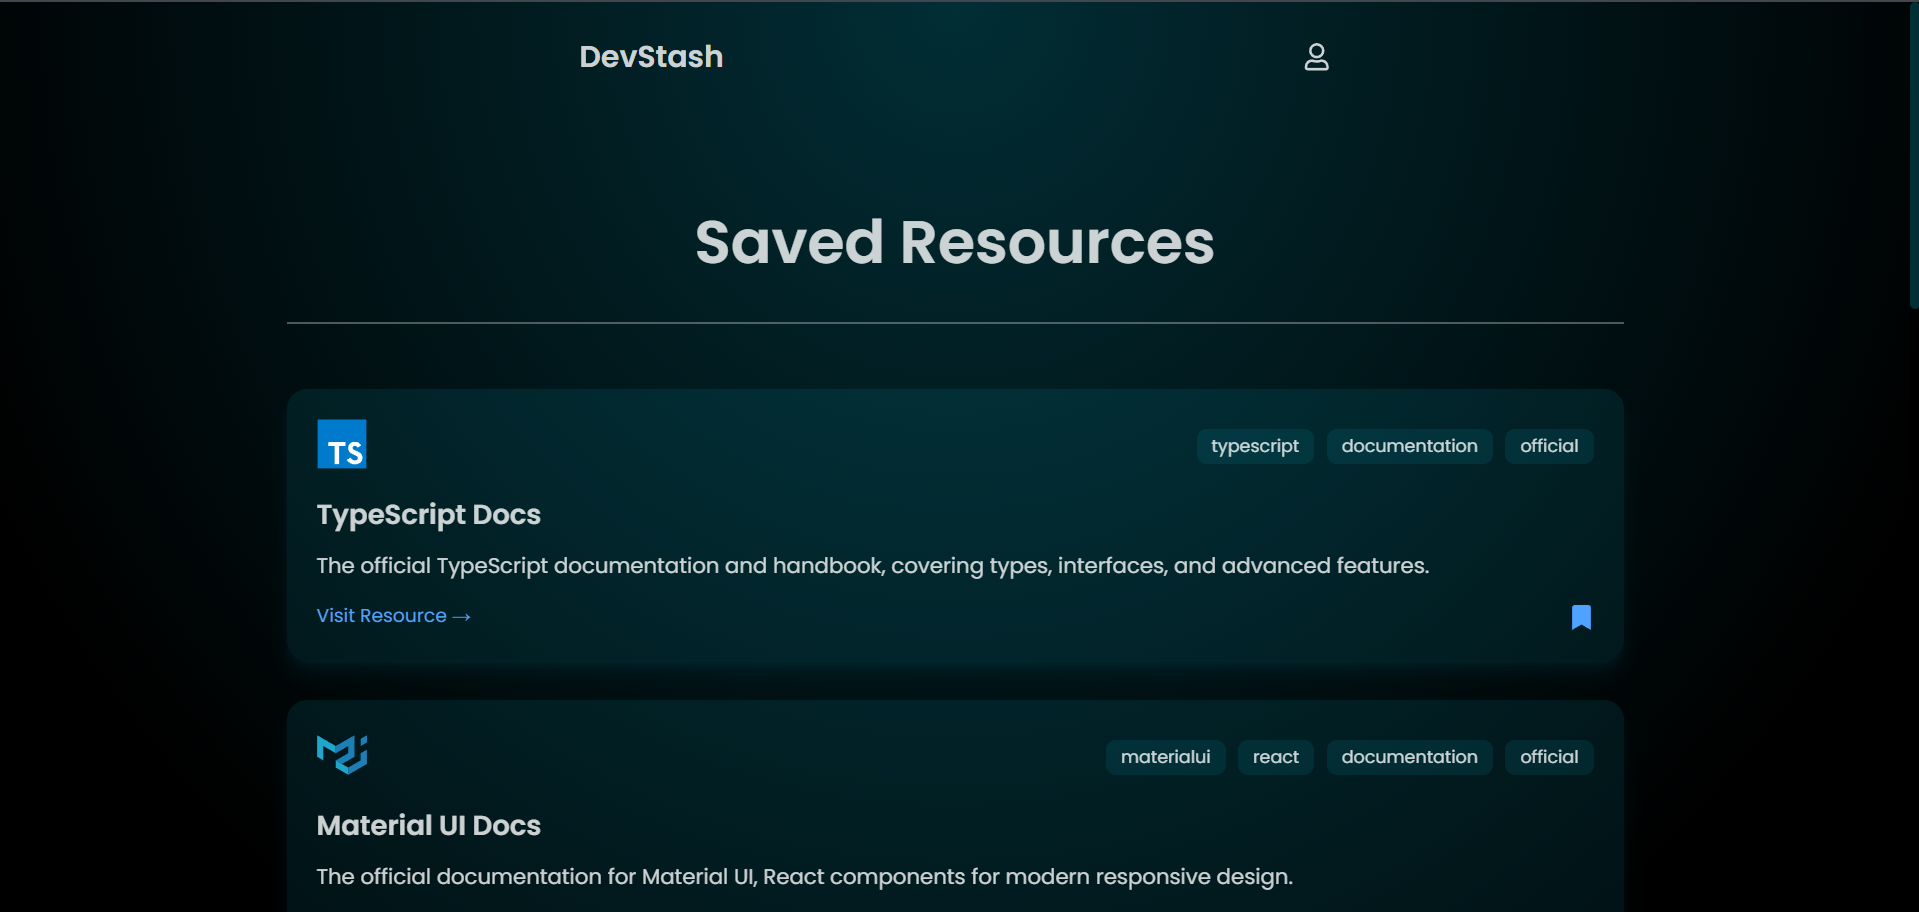 DevStash
Saved Resources
TS
typescript documentation official
TypeScript Docs
The official TypeScript documentation and handbook, covering types, interfaces, and advanced features.
Visit Resource →
materialui react documentation official
Material UI Docs
The official documentation for Material UI, React components for modern responsive design.